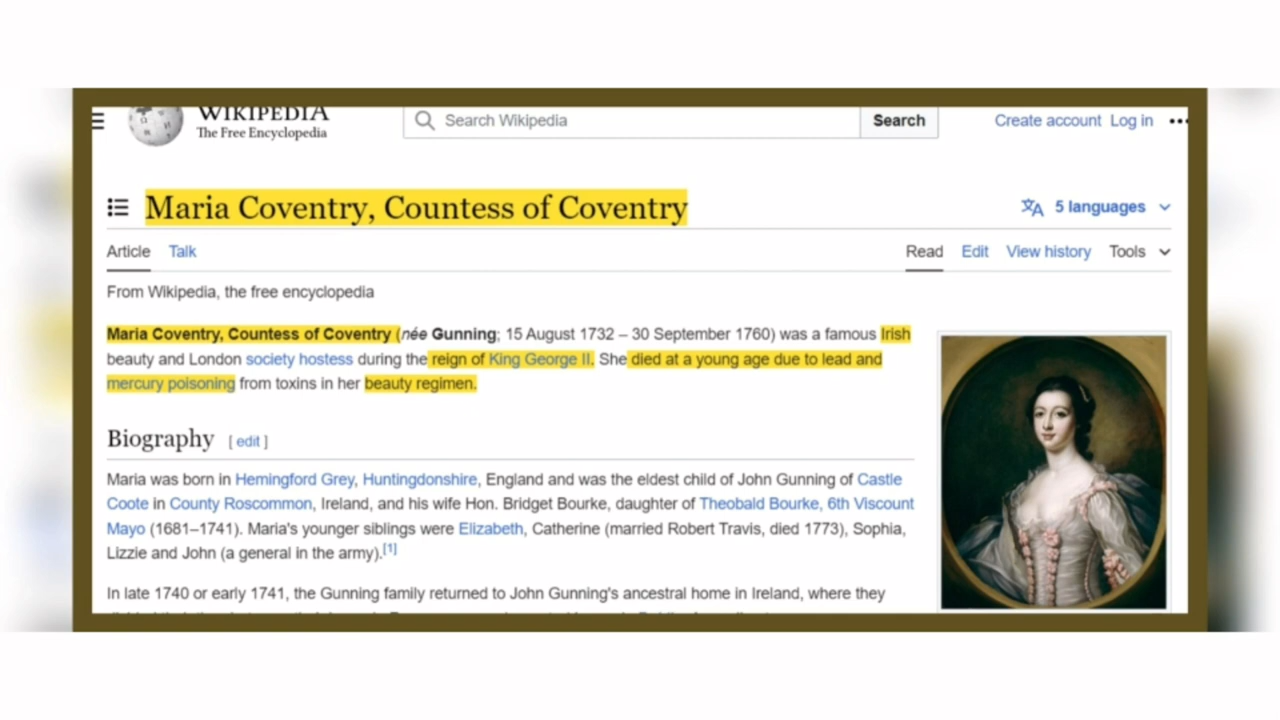 WIKIPEDIA
The Free Encyclopedia
Search Wikipedia
Search
Create account Log in
Maria Coventry, Countess of Coventry
5 languages
Article Talk
Read Edit View history Tools
From Wikipedia, the free encyclopedia
Maria Coventry, Countess of Coventry (née Gunning; 15 August 1732 – 30 September 1760) was a famous Irish
beauty and London society hostess during the reign of King George II. She died at a young age due to lead and
mercury poisoning from toxins in her beauty regimen.
Biography [ edit ]
Maria was born in Hemingford Grey, Huntingdonshire, England and was the eldest child of John Gunning of Castle
Coote in County Roscommon, Ireland, and his wife Hon. Bridget Bourke, daughter of Theobald Bourke, 6th Viscount
Mayo (1681–1741). Maria's younger siblings were Elizabeth, Catherine (married Robert Travis, died 1773), Sophia,
Lizzie and John (a general in the army).[1]
In late 1740 or early 1741, the Gunning family returned to John Gunning's ancestral home in Ireland, where they